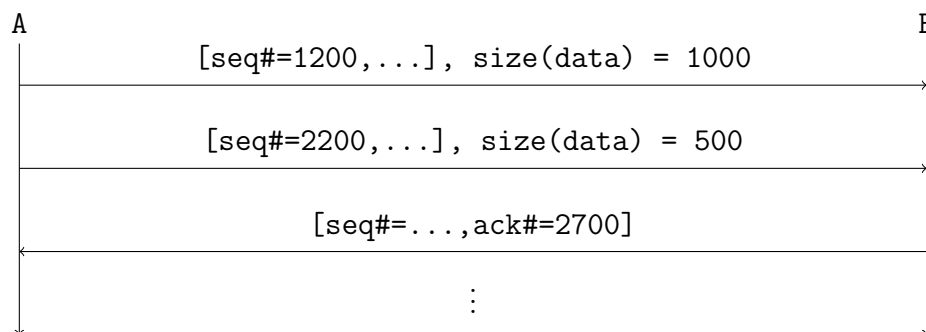 A B
[seq#=1200,...], size(data) = 1000
[seq#=2200,...], size(data) = 500
[seq#=...,ack#=2700]
⋮